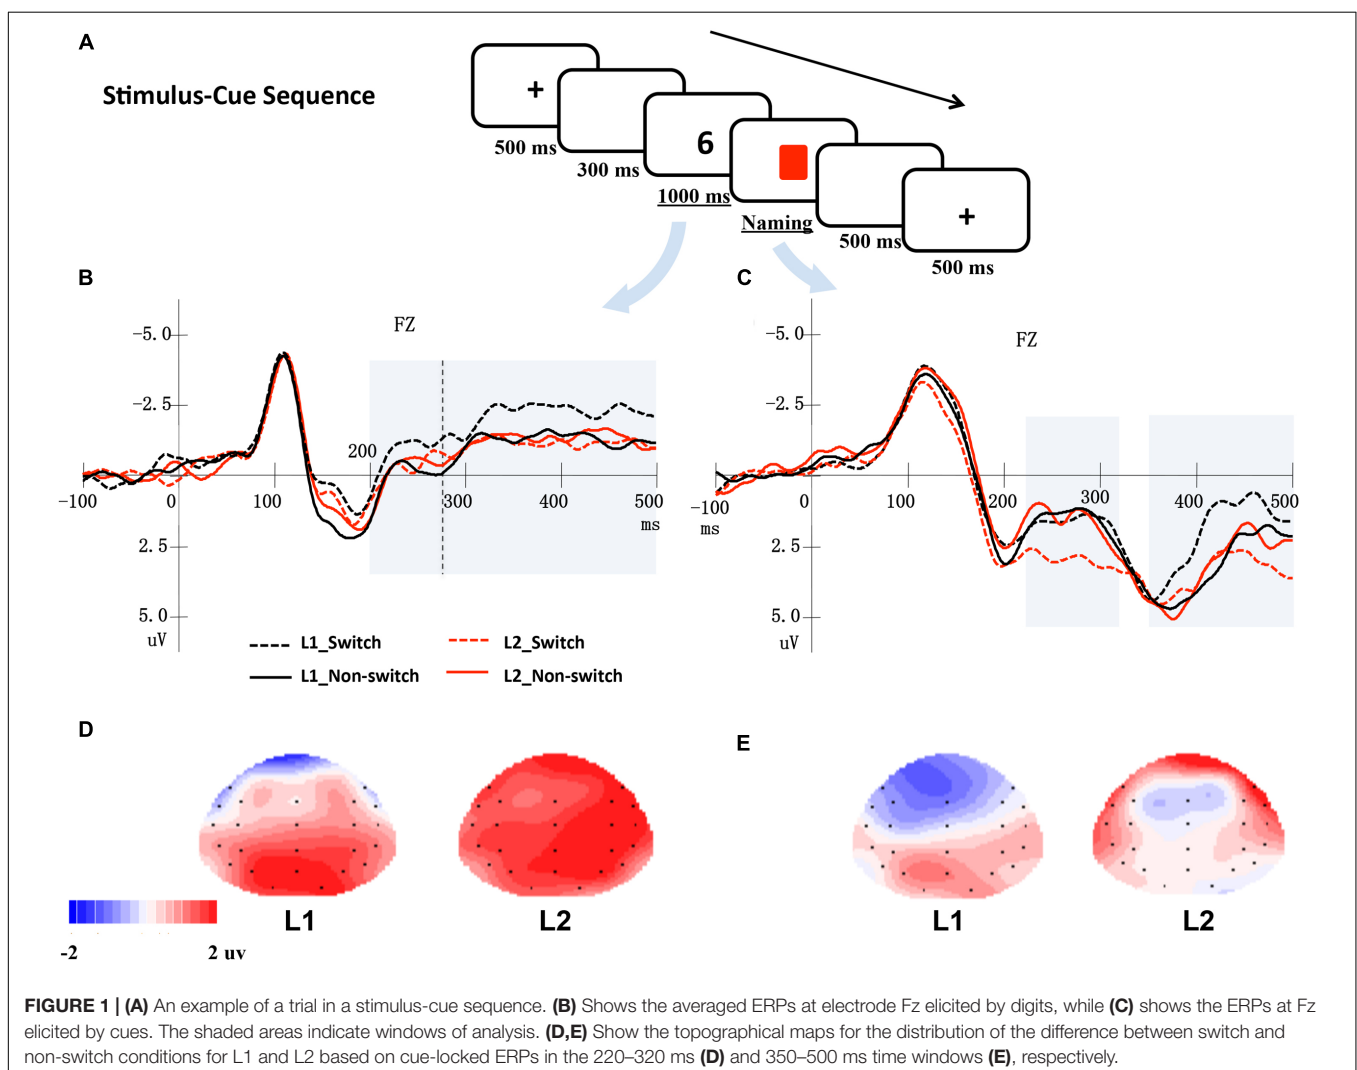 A
Stimulus-Cue Sequence
+
500 ms
300 ms
6
1000 ms
Naming
500 ms
+
500 ms
B
FZ
-5.0
-2.5
200
-100
0
100
300
400
500
ms
2.5
5.0
uV
L1_Switch
L2_Switch
L1_Non-switch
L2_Non-switch
C
FZ
-5.0
-2.5
-100
ms
0
100
200
300
400
500
2.5
5.0
uV
D
L1
L2
-2
2 uv
E
L1
L2
FIGURE 1 | (A) An example of a trial in a stimulus-cue sequence. (B) Shows the averaged ERPs at electrode Fz elicited by digits, while (C) shows the ERPs at Fz
elicited by cues. The shaded areas indicate windows of analysis. (D,E) Show the topographical maps for the distribution of the difference between switch and
non-switch conditions for L1 and L2 based on cue-locked ERPs in the 220–320 ms (D) and 350–500 ms time windows (E), respectively.